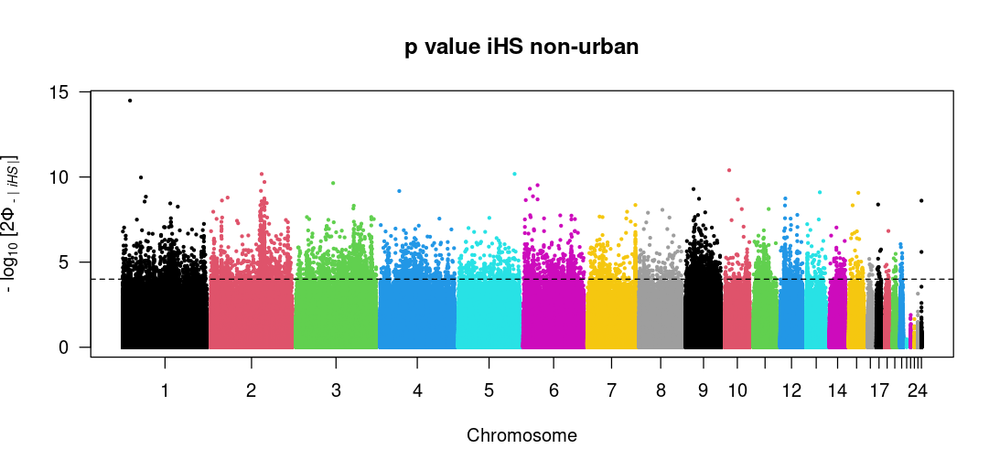 p value iHS non-urban
- log10 [2Φ - | iHS |]
15
10
5
0
1 2 3 4 5 6 7 8 9 10 12 14 17 24
Chromosome